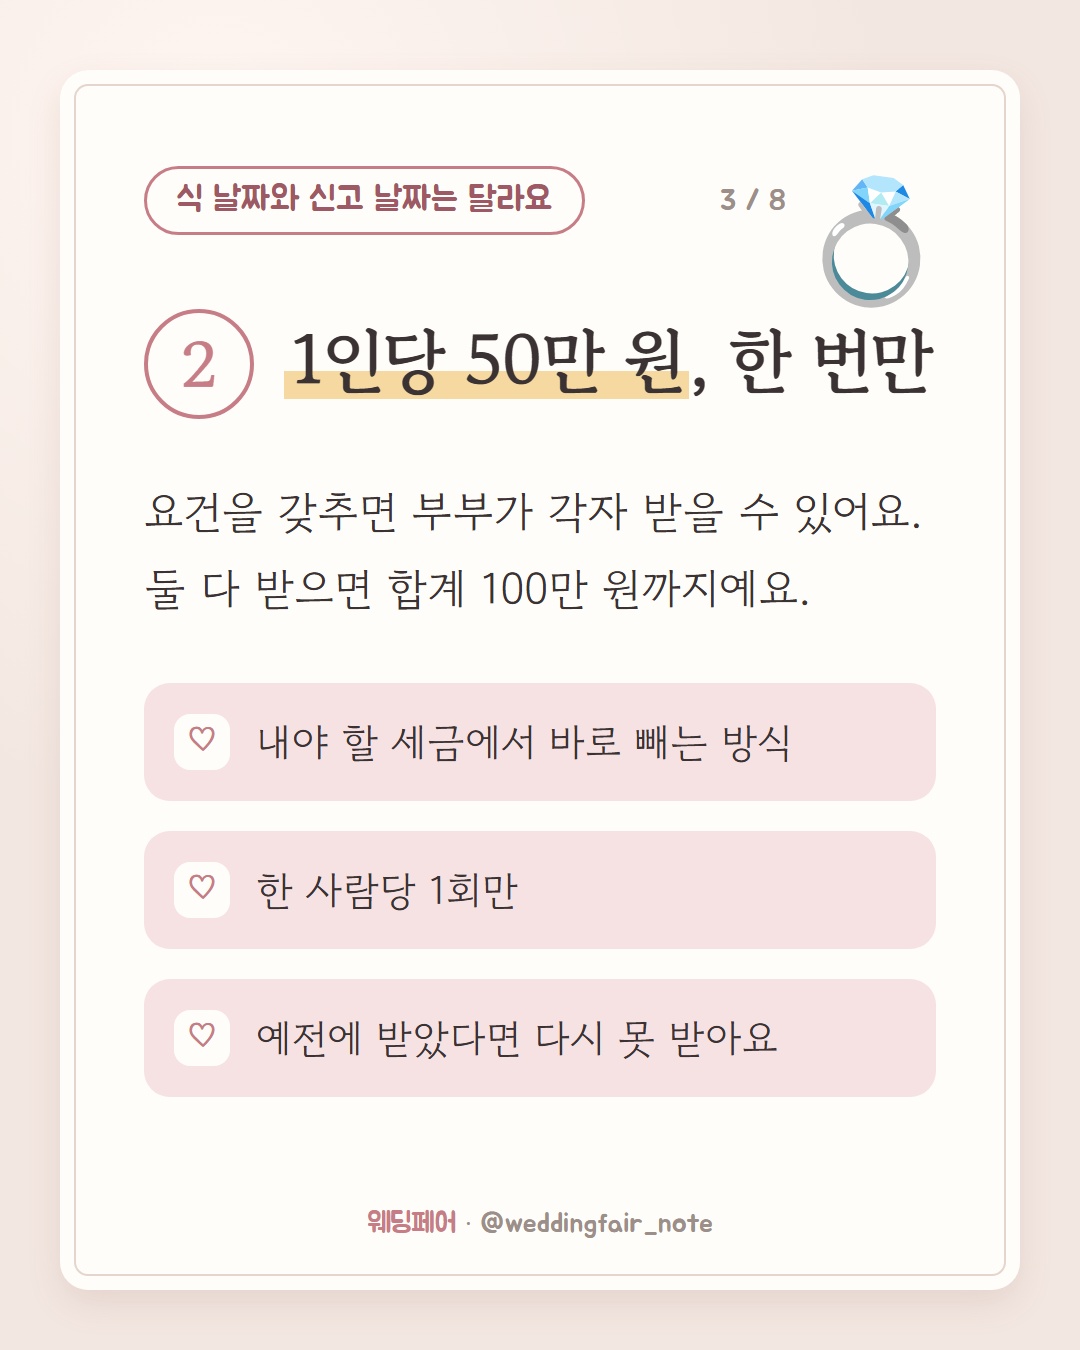 식 날짜와 신고 날짜는 달라요
3 / 8
2
1인당 50만 원, 한 번만
요건을 갖추면 부부가 각자 받을 수 있어요.
둘 다 받으면 합계 100만 원까지예요.
♡ 내야 할 세금에서 바로 빼는 방식
♡ 한 사람당 1회만
♡ 예전에 받았다면 다시 못 받아요
웨딩페어 · @weddingfair_note